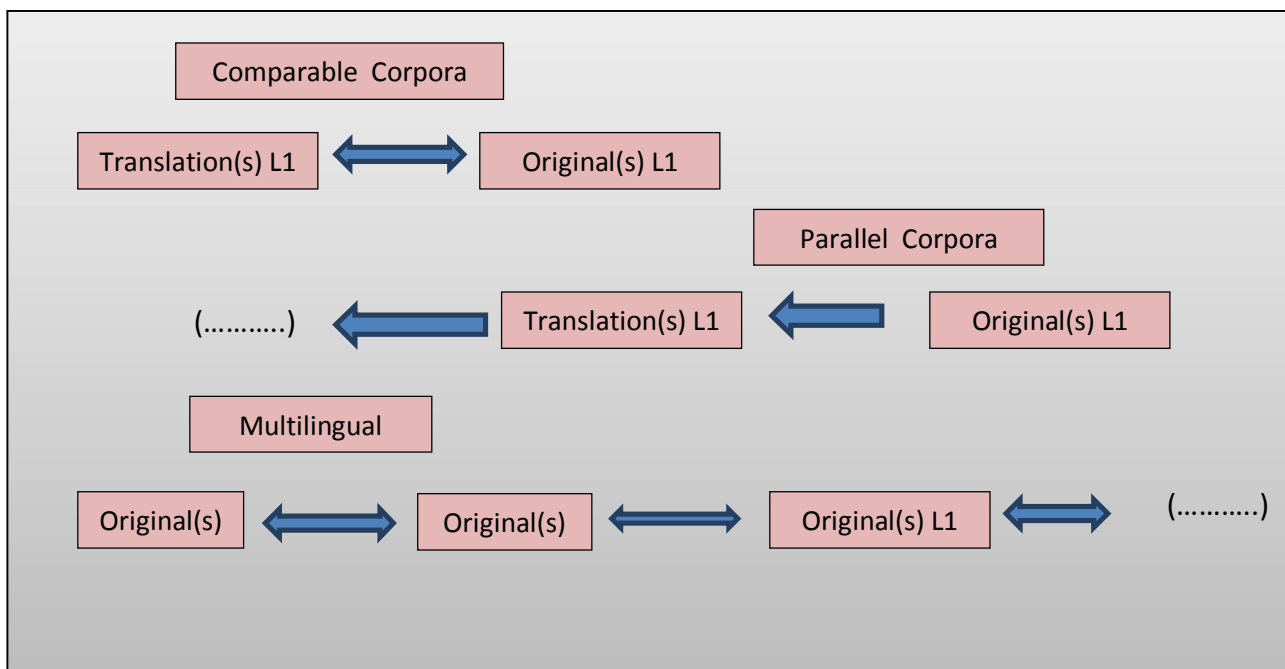 Comparable Corpora
Translation(s) L1 Original(s) L1
Parallel Corpora
(………..) Translation(s) L1 Original(s) L1
Multilingual
Original(s) Original(s) Original(s) L1 (………..)